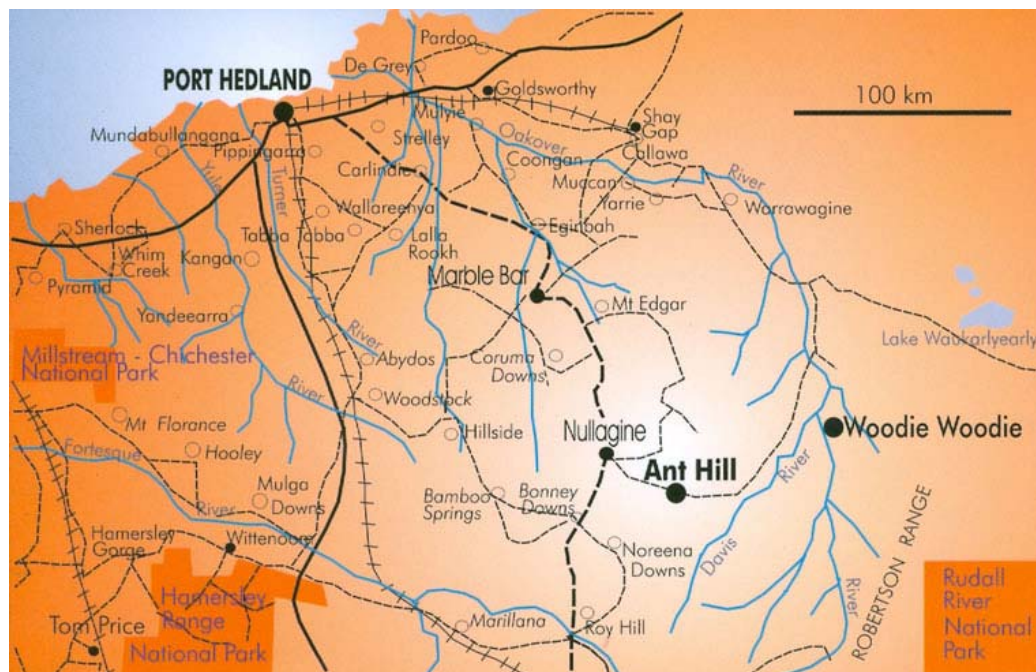 Pardoo
De Grey
PORT HEDLAND
Goldsworthy
100 km
Mulyie
Shay
Gap
Mundabullangana
Strelley
Oakover
Pippingarra
Coongan
Callawa
Carlindie
Muccan
River
Yule
Turner
Yarrie
Warrawagine
Wallareenya
Sherlock
Tabba Tabba
Lalla
Rookh
Eginbah
Whim
Creek
Kangan
Marble Bar
Pyramid
Mt Edgar
Yandeearra
River
Lake Waukarlyearly
Millstream - Chichester
National Park
Abydos
Coruma
Downs
River
Woodstock
Mt Florance
Hillside
Nullagine
Woodie Woodie
Fortesque
Hooley
Ant Hill
River
Mulga
Downs
Bamboo
Springs
Bonney
Downs
River
Hamersley
Gorge
Wittenoom
Noreena
Downs
Davis
ROBERTSON RANGE
Hamersley
Range
National Park
Rudall
River
National
Park
River
Tom Price
Marillana
Roy Hill